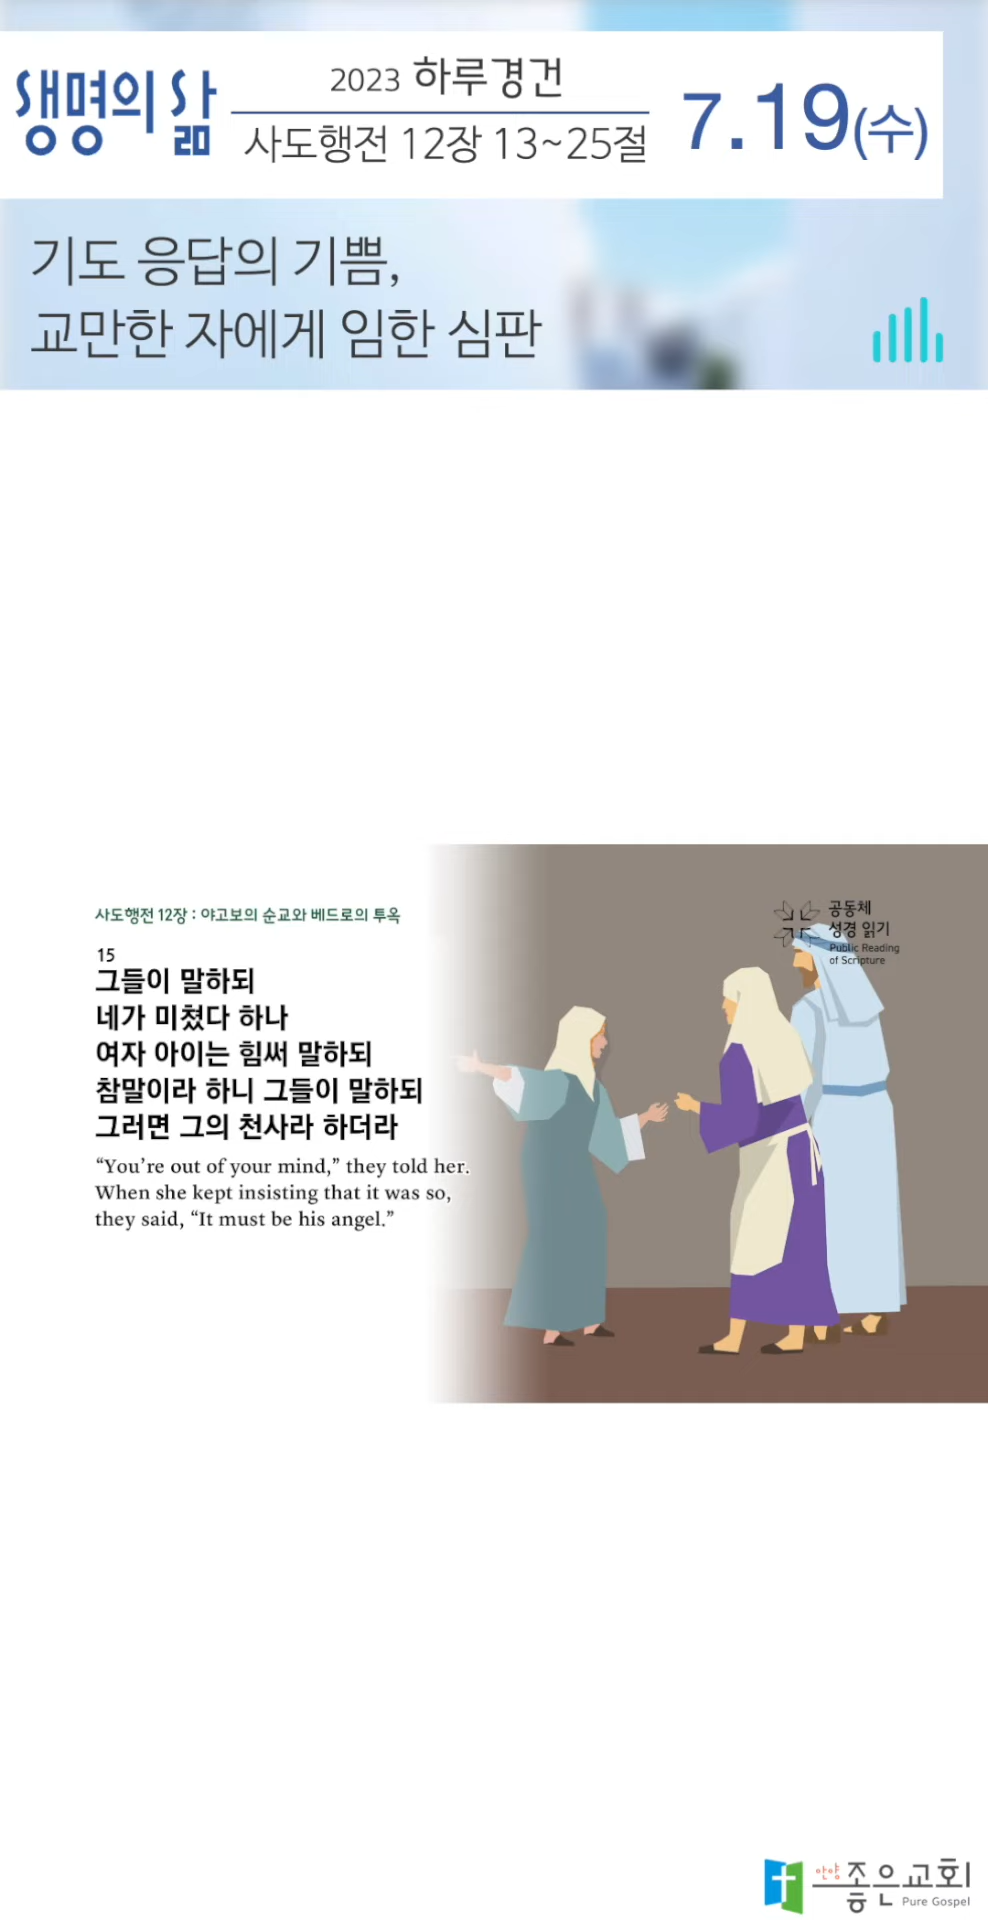 생명의 삶
2023 하루경건
사도행전 12장 13~25절
7.19(수)
기도 응답의 기쁨,
교만한 자에게 임한 심판
사도행전 12장 : 야고보의 순교와 베드로의 투옥
공동체
성경 읽기
Public Reading
of Scripture
15
그들이 말하되
네가 미쳤다 하나
여자 아이는 힘써 말하되
참말이라 하니 그들이 말하되
그러면 그의 천사라 하더라
“You’re out of your mind,” they told her.
When she kept insisting that it was so,
they said, “It must be his angel.”
안양 좋은교회
Pure Gospel